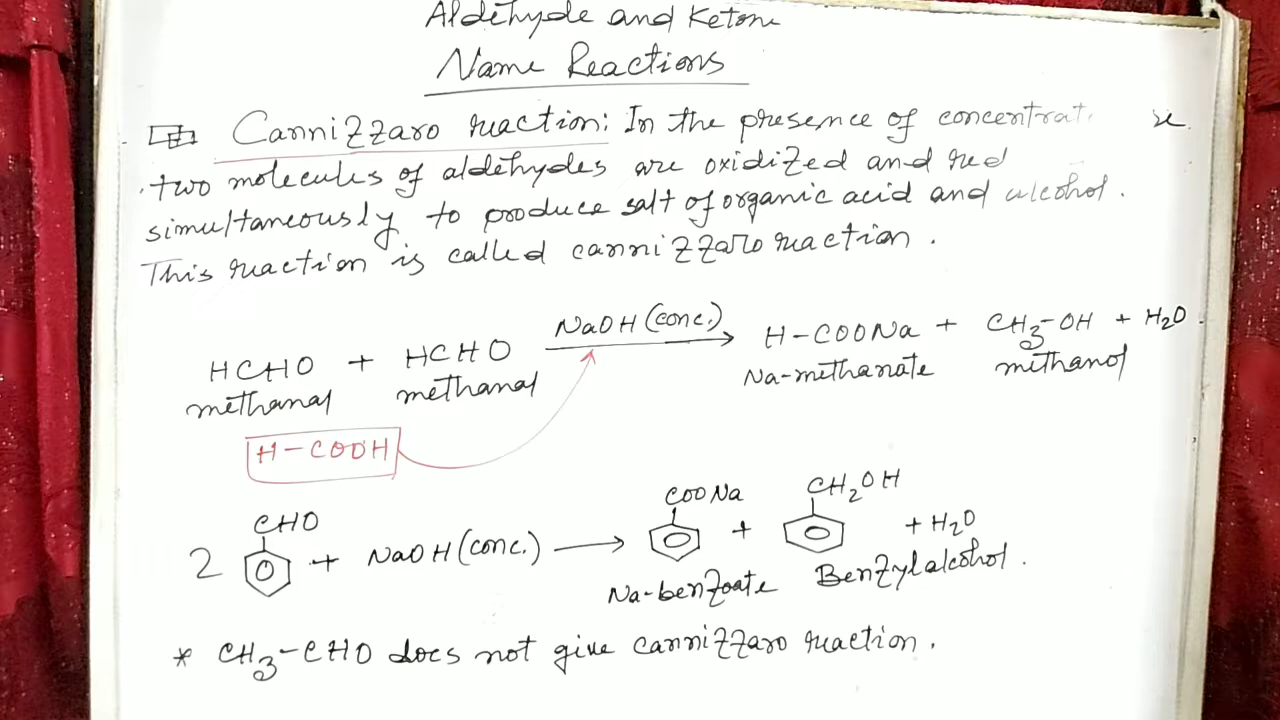 Aldehyde and Ketone
Name Reactions
Cannizzaro reaction: In the presence of concentrat
two molecules of aldehydes are oxidized and red
simultaneously to produce salt of organic acid and alcohol.
This reaction is called cannizzaro reaction.
HCHO + HCHO NaOH (conc.) → H-COONa + CH3-OH + H2O
methanal methanal Na-methanate methanol
H-COOH
CHO COONa CH2OH
2 + NaOH (conc.) → + + H2O
Na-benzoate Benzylalcohol.
* CH3-CHO does not give cannizzaro reaction.